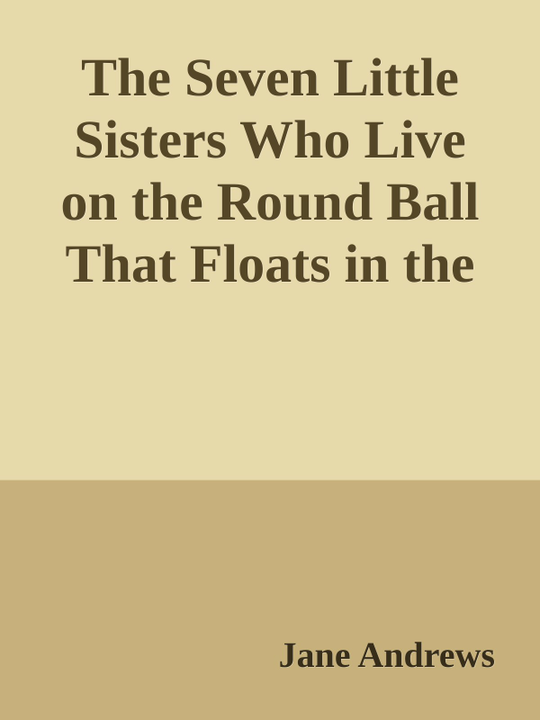 The Seven Little
Sisters Who Live
on the Round Ball
That Floats in the
Jane Andrews